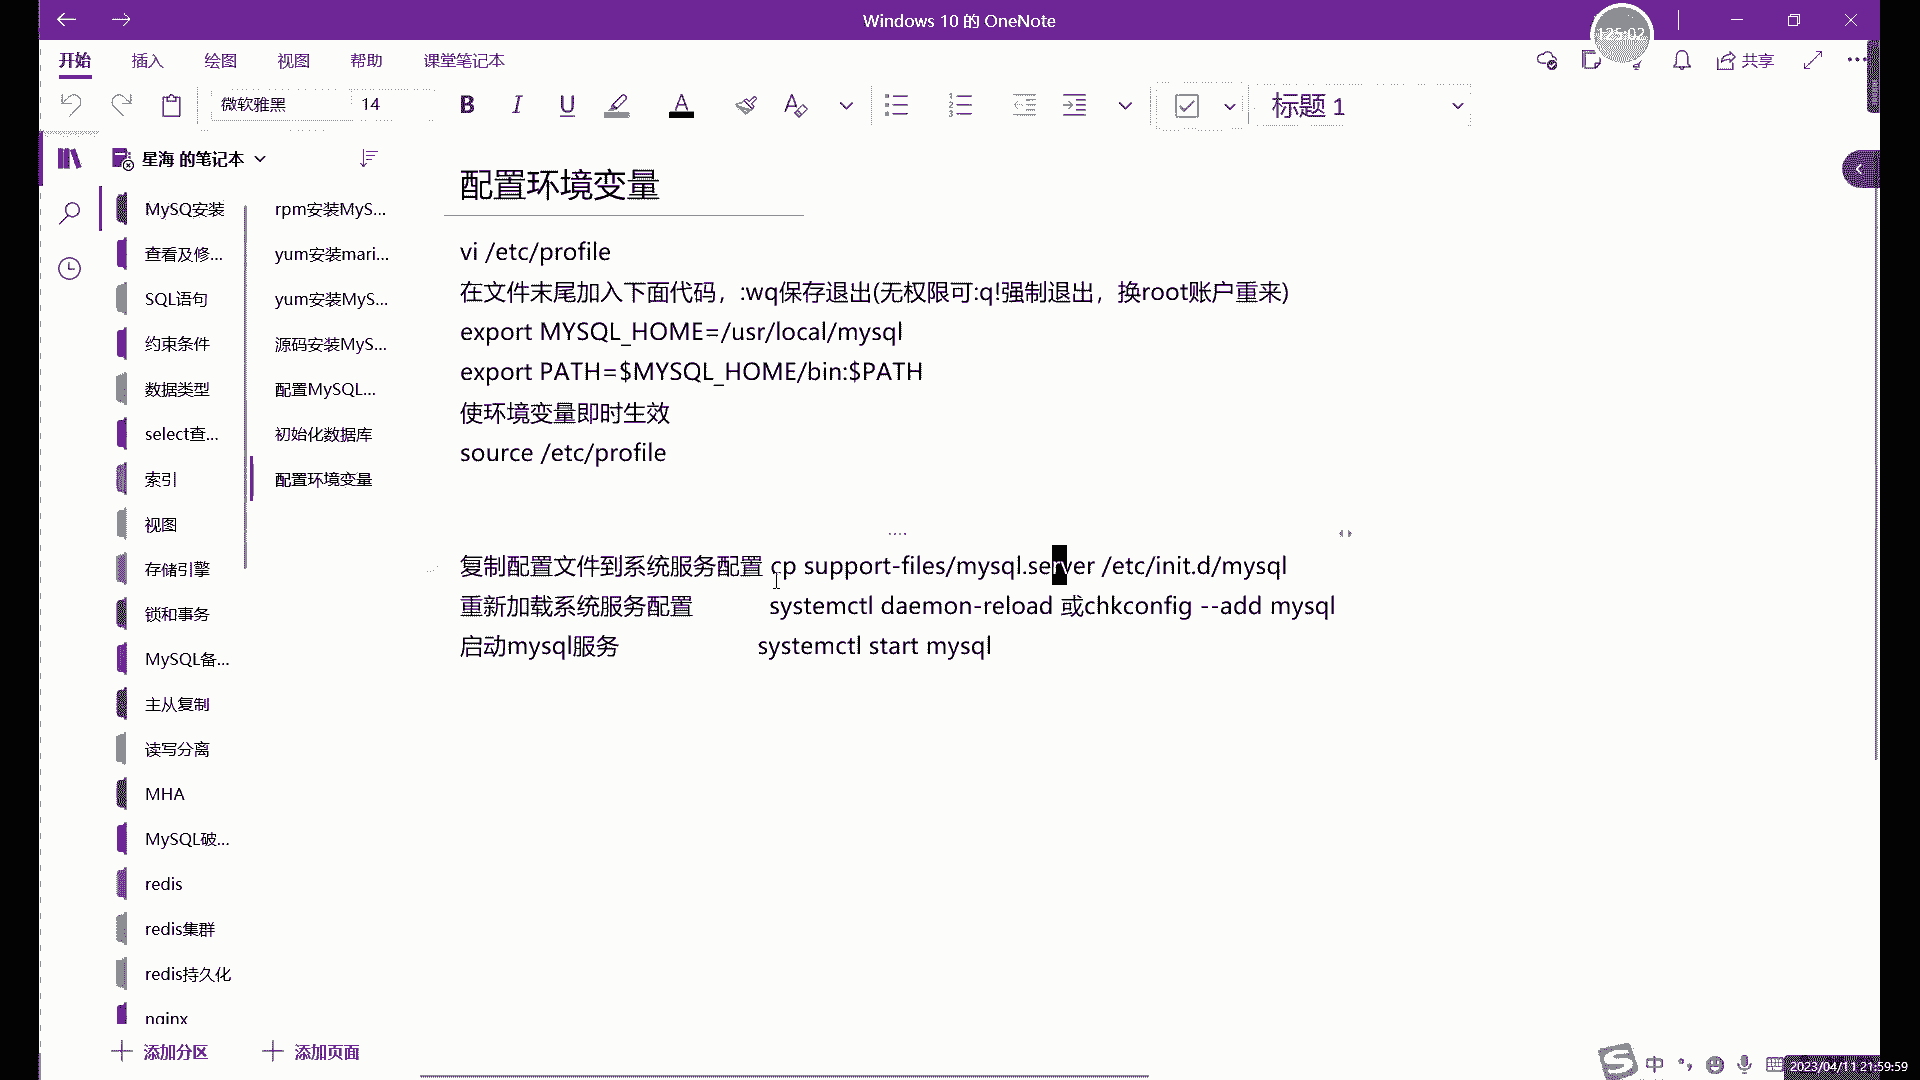 Windows 10 的 OneNote
1:25:02
开始 插入 绘图 视图 帮助 课堂笔记本
共享
微软雅黑 14
B I U A
标题 1
星海 的笔记本
MySQ安装
查看及修...
SQL语句
约束条件
数据类型
select查...
索引
视图
存储引擎
锁和事务
MySQL备...
主从复制
读写分离
MHA
MySQL破...
redis
redis集群
redis持久化
nginx
添加分区
rpm安装MyS...
yum安装mari...
yum安装MyS...
源码安装MyS...
配置MySQL...
初始化数据库
配置环境变量
添加页面
配置环境变量
vi /etc/profile
在文件末尾加入下面代码，:wq保存退出(无权限可:q!强制退出，换root账户重来)
export MYSQL_HOME=/usr/local/mysql
export PATH=$MYSQL_HOME/bin:$PATH
使环境变量即时生效
source /etc/profile
复制配置文件到系统服务配置 cp support-files/mysql.server /etc/init.d/mysql
重新加载系统服务配置 systemctl daemon-reload 或chkconfig --add mysql
启动mysql服务 systemctl start mysql
中
2023/04/11 21:59:59